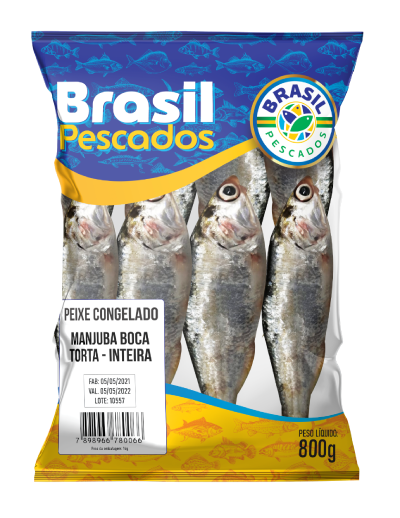 Brasil
Pescados
BRASIL
PESCADOS
PEIXE CONGELADO
MANJUBA BOCA
TORTA - INTEIRA
FAB: 05/05/2021
VAL. 05/05/2022
LOTE: 10557
7 898966 780066
PESO LÍQUIDO:
800g